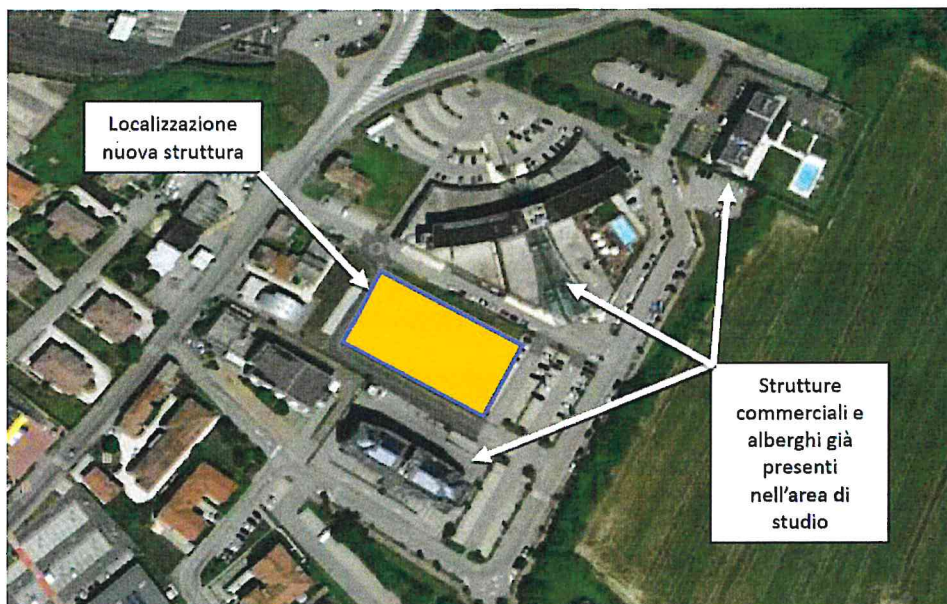 Localizzazione
nuova struttura
Strutture
commerciali e
alberghi già
presenti
nell'area di
studio